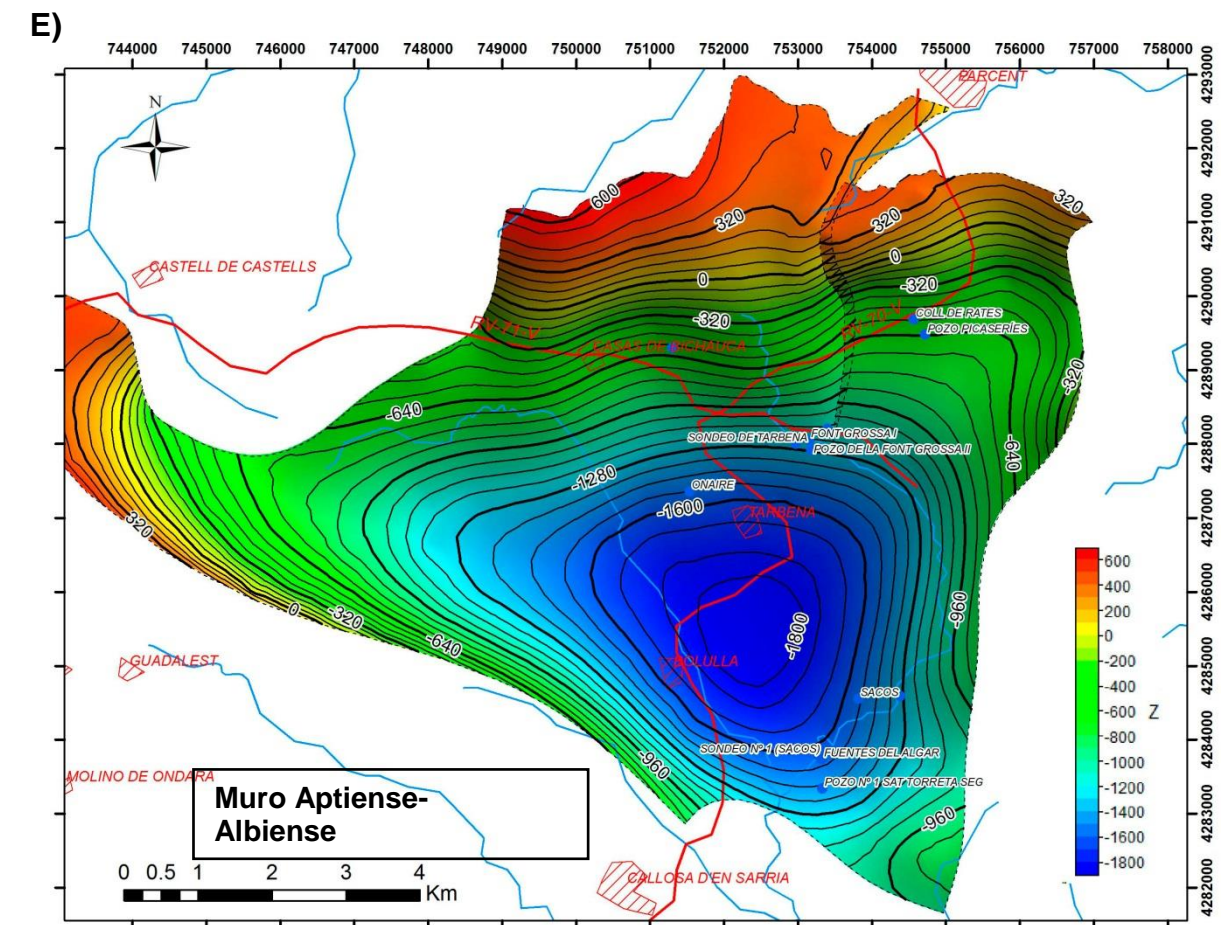 E)
744000 745000 746000 747000 748000 749000 750000 751000 752000 753000 754000 755000 756000 757000 758000
4293000
PARCENT
N
4292000
600
320
320
320
4291000
CASTELL DE CASTELLS
0
0
-320
4290000
RV-71-V
-320
RV-70-V
COLL DE RATES
POZO PICASERÍES
CASAS DE BICHAUCA
4289000
-320
-640
SONDEO DE TARBENA
FONT GROSSA I
POZO DE LA FONT GROSSA II
-640
4288000
-1280
ONAIRE
-1600
TARBENA
4287000
320
600
400
200
0
-200
-400
-600
-800
-1000
-1200
-1400
-1600
-1800
Z
4286000
0
-320
-960
-640
-1800
GUADALEST
BOLULLA
4285000
SACOS
SONDEO Nº 1 (SACOS)
FUENTES DEL ALGAR
4284000
-960
MOLINO DE ONDARA
POZO Nº 1 SAT TORRETA SEG
Muro Aptiense-
Albiense
-960
4283000
0 0.5 1 2 3 4
Km
CALLOSA D'EN SARRIA
4282000